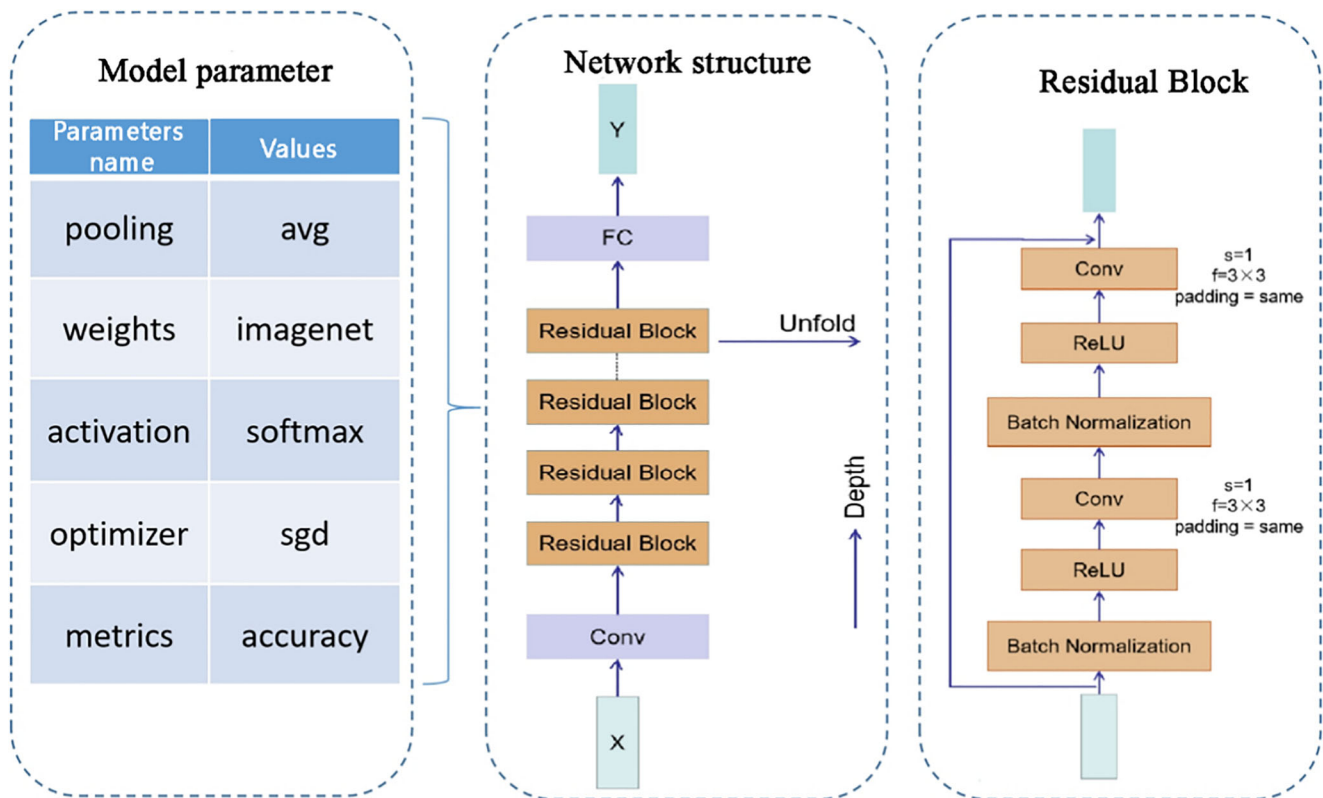 Model parameter
Parameters
name
Values
pooling
avg
weights
imagenet
activation
softmax
optimizer
sgd
metrics
accuracy
Network structure
Y
FC
Residual Block
Unfold
Residual Block
Residual Block
Residual Block
Depth
Conv
X
Residual Block
Conv
s=1
f=3×3
padding = same
ReLU
Batch Normalization
Conv
s=1
f=3×3
padding = same
ReLU
Batch Normalization